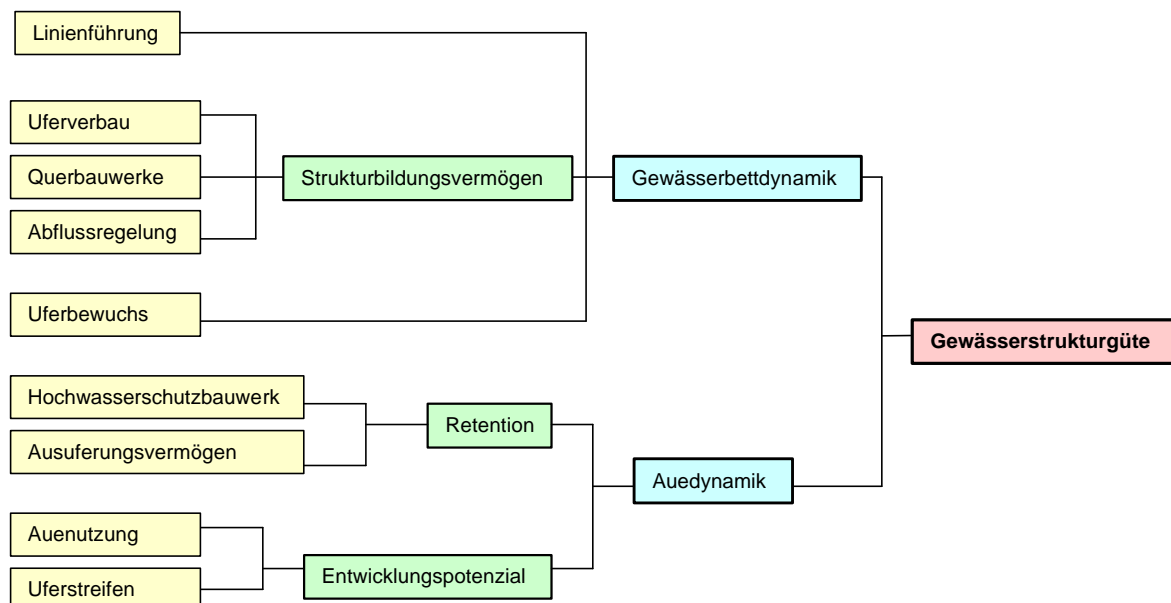 Linienführung
Uferverbau
Querbauwerke
Strukturbildungsvermögen
Gewässerbettdynamik
Abflussregelung
Uferbewuchs
Gewässerstrukturgüte
Hochwasserschutzbauwerk
Retention
Ausuferungsvermögen
Auedynamik
Auenutzung
Entwicklungspotenzial
Uferstreifen